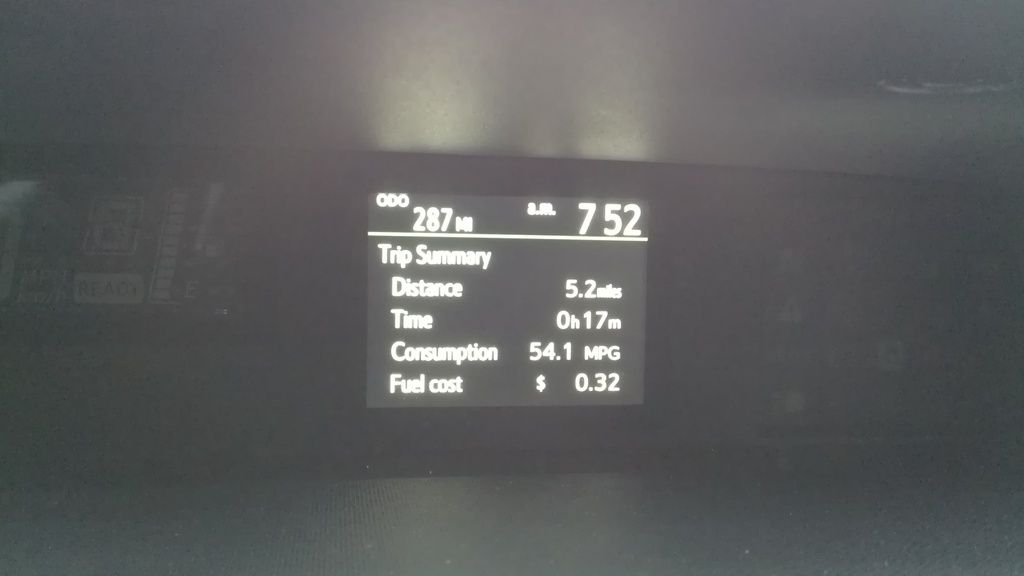 ODO 287 MI a.m. 7 52
Trip Summary
Distance 5.2 miles
Time 0h 17m
Consumption 54.1 MPG
Fuel cost $ 0.32
READY
E